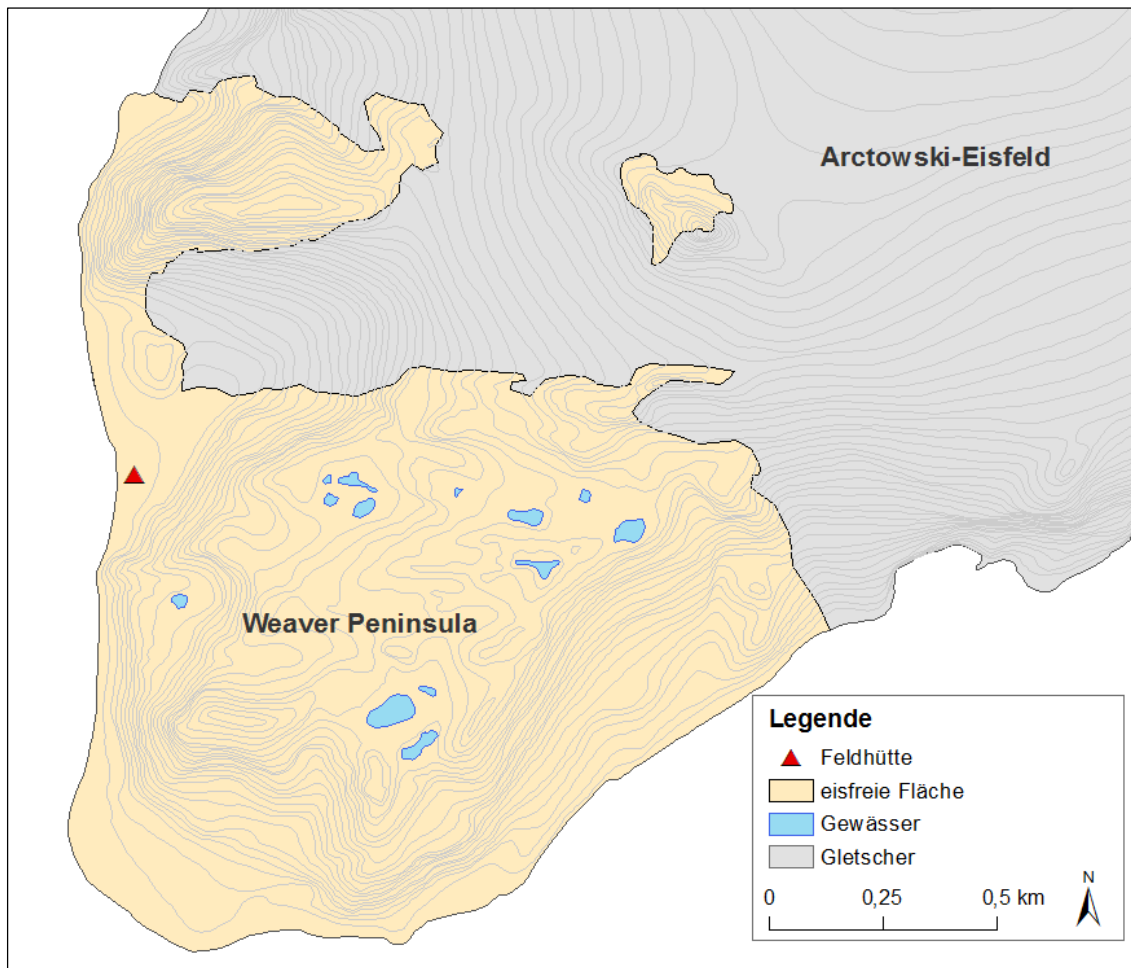 Arctowski-Eisfeld
Weaver Peninsula
Legende
Feldhütte
eisfreie Fläche
Gewässer
Gletscher
N
0 0,25 0,5 km